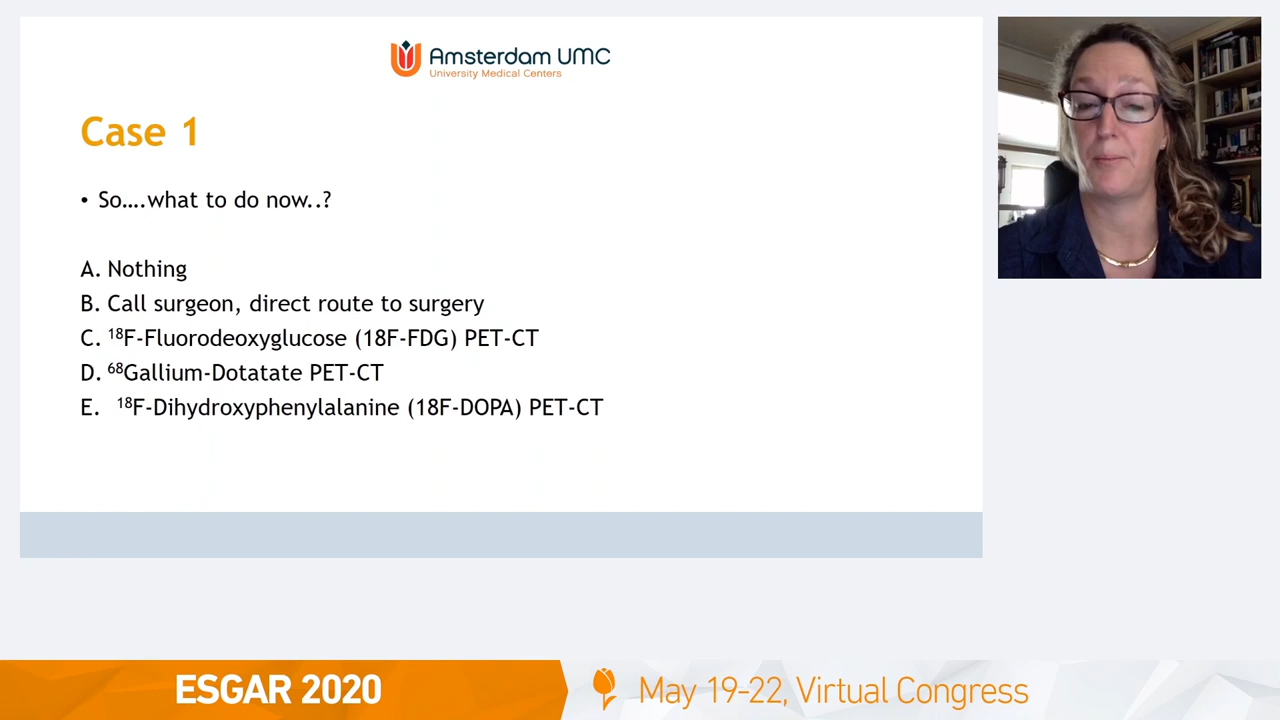 Amsterdam UMC
University Medical Centers
Case 1
• So….what to do now..?
A. Nothing
B. Call surgeon, direct route to surgery
C. ¹⁸F-Fluorodeoxyglucose (18F-FDG) PET-CT
D. ⁶⁸Gallium-Dotatate PET-CT
E. ¹⁸F-Dihydroxyphenylalanine (18F-DOPA) PET-CT
ESGAR 2020
May 19-22, Virtual Congress